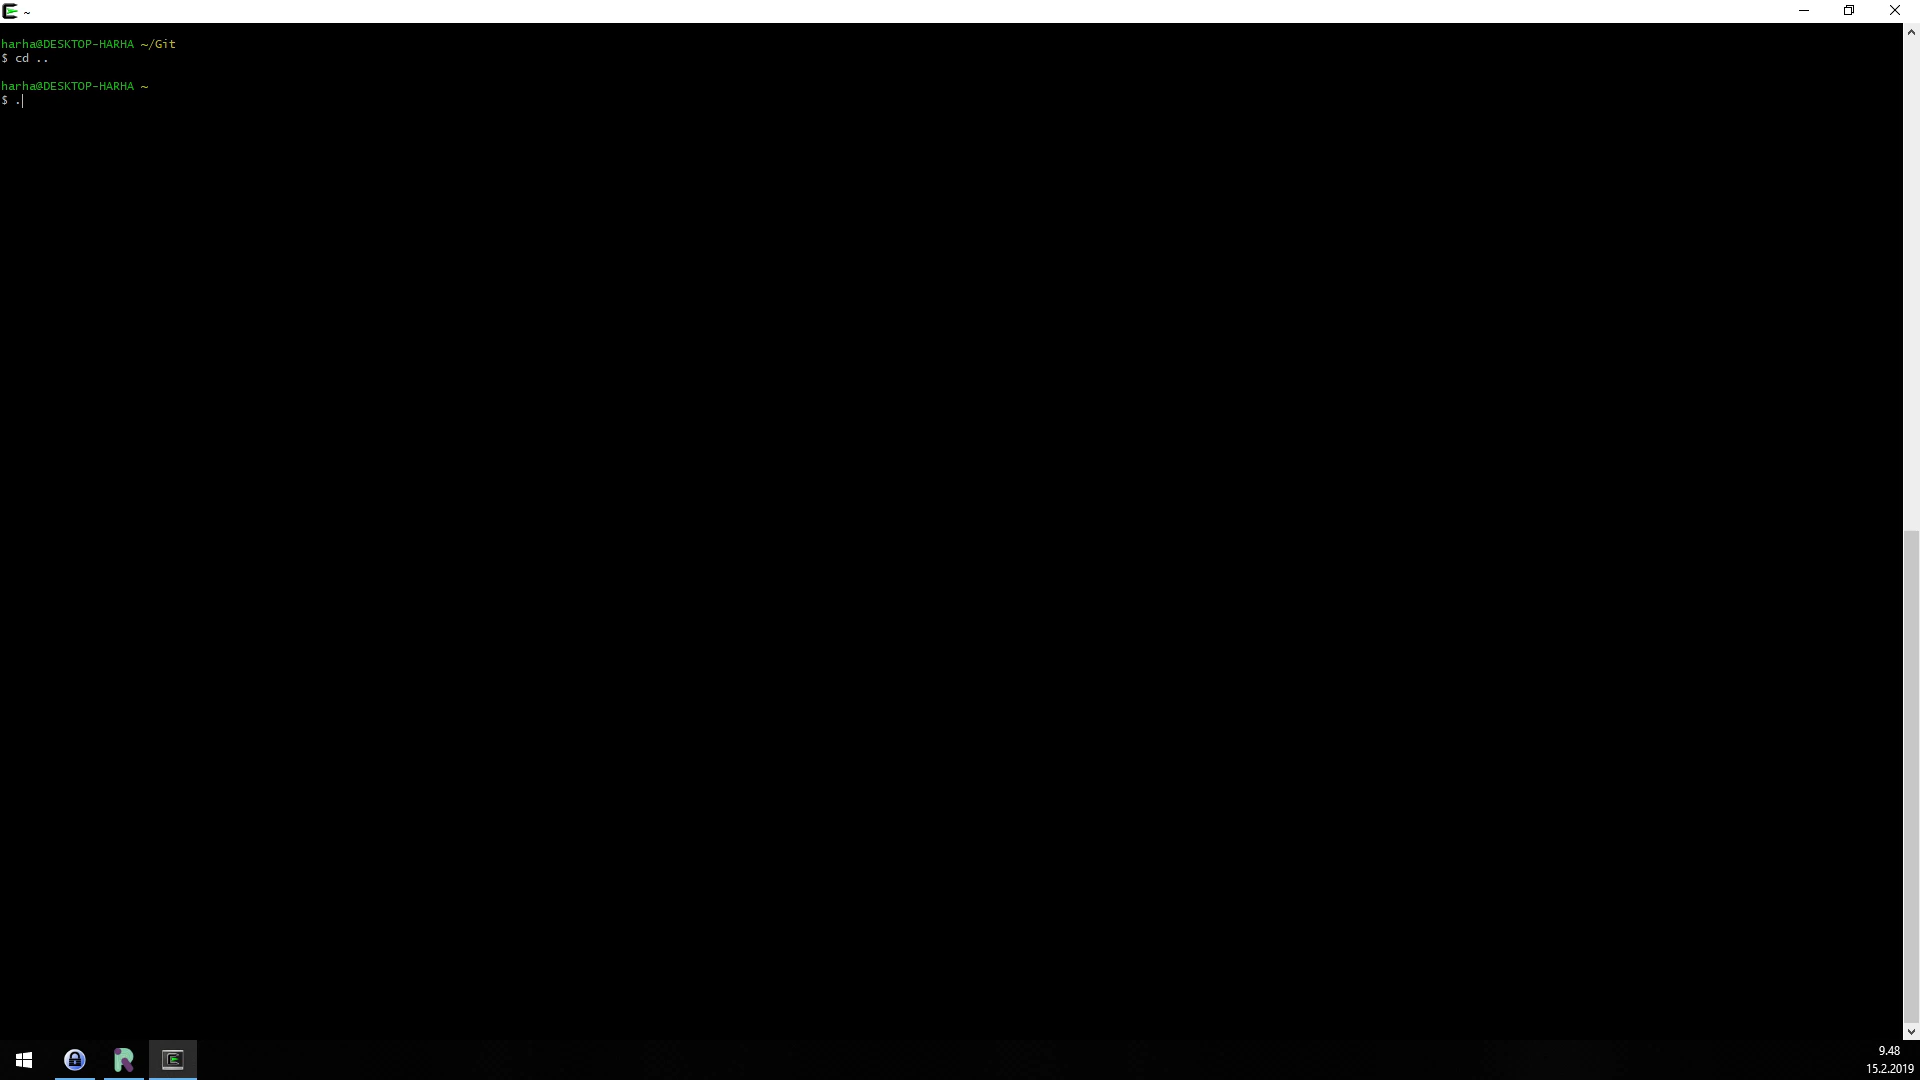 ~
harha@DESKTOP-HARHA ~/Git
$ cd ..
harha@DESKTOP-HARHA ~
$ .
9.48
15.2.2019